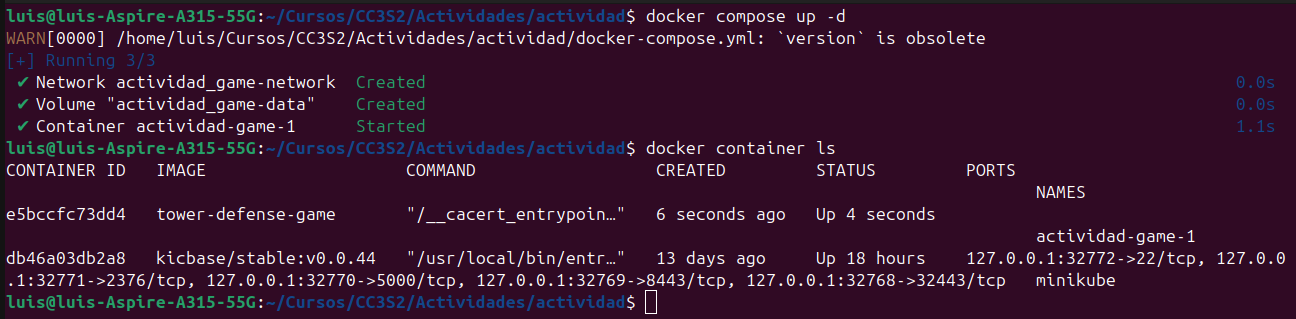 luis@luis-Aspire-A315-55G:~/Cursos/CC3S2/Actividades/actividad$ docker compose up -d
WARN[0000] /home/luis/Cursos/CC3S2/Actividades/actividad/docker-compose.yml: `version` is obsolete
[+] Running 3/3
✔ Network actividad_game-network  Created  0.0s
✔ Volume "actividad_game-data"  Created  0.0s
✔ Container actividad-game-1  Started  1.1s
luis@luis-Aspire-A315-55G:~/Cursos/CC3S2/Actividades/actividad$ docker container ls
CONTAINER ID   IMAGE   COMMAND   CREATED   STATUS   PORTS
NAMES
e5bccfc73dd4   tower-defense-game   "/__cacert_entrypoin…"   6 seconds ago   Up 4 seconds
actividad-game-1
db46a03db2a8   kicbase/stable:v0.0.44   "/usr/local/bin/entr…"   13 days ago   Up 18 hours   127.0.0.1:32772->22/tcp, 127.0.0
.1:32771->2376/tcp, 127.0.0.1:32770->5000/tcp, 127.0.0.1:32769->8443/tcp, 127.0.0.1:32768->32443/tcp   minikube
luis@luis-Aspire-A315-55G:~/Cursos/CC3S2/Actividades/actividad$